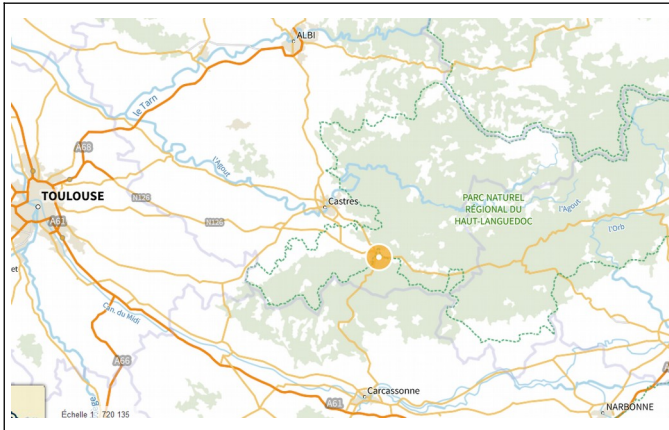 ALBI
le Tarn
A68
l'Agout
TOULOUSE
A61
N126
N126
Castres
PARC NATUREL
RÉGIONAL DU
HAUT-LANGUEDOC
l'Agout
l'Orb
et
Can. du Midi
A66
Carcassonne
A61
NARBONNE
Échelle 1 : 720 135